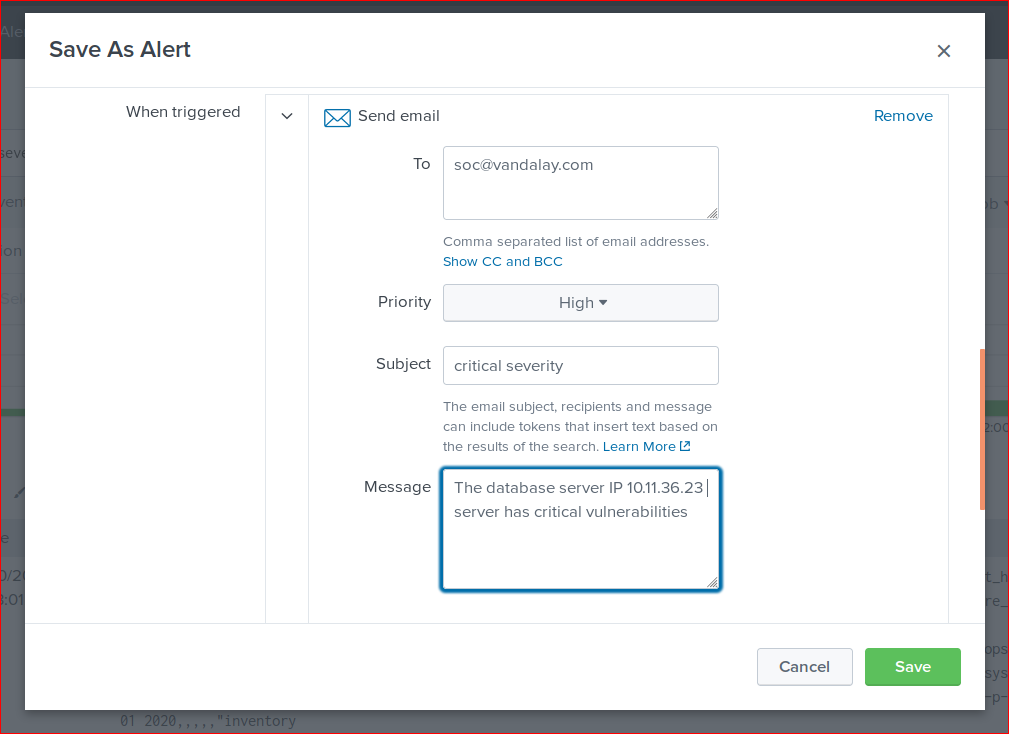 Save As Alert
When triggered
Send email
Remove
To
soc@vandalay.com
Comma separated list of email addresses.
Show CC and BCC
Priority
High
Subject
critical severity
The email subject, recipients and message
can include tokens that insert text based on
the results of the search. Learn More
Message
The database server IP 10.11.36.23
server has critical vulnerabilities
Cancel
Save
01 2020,,,,,"inventory